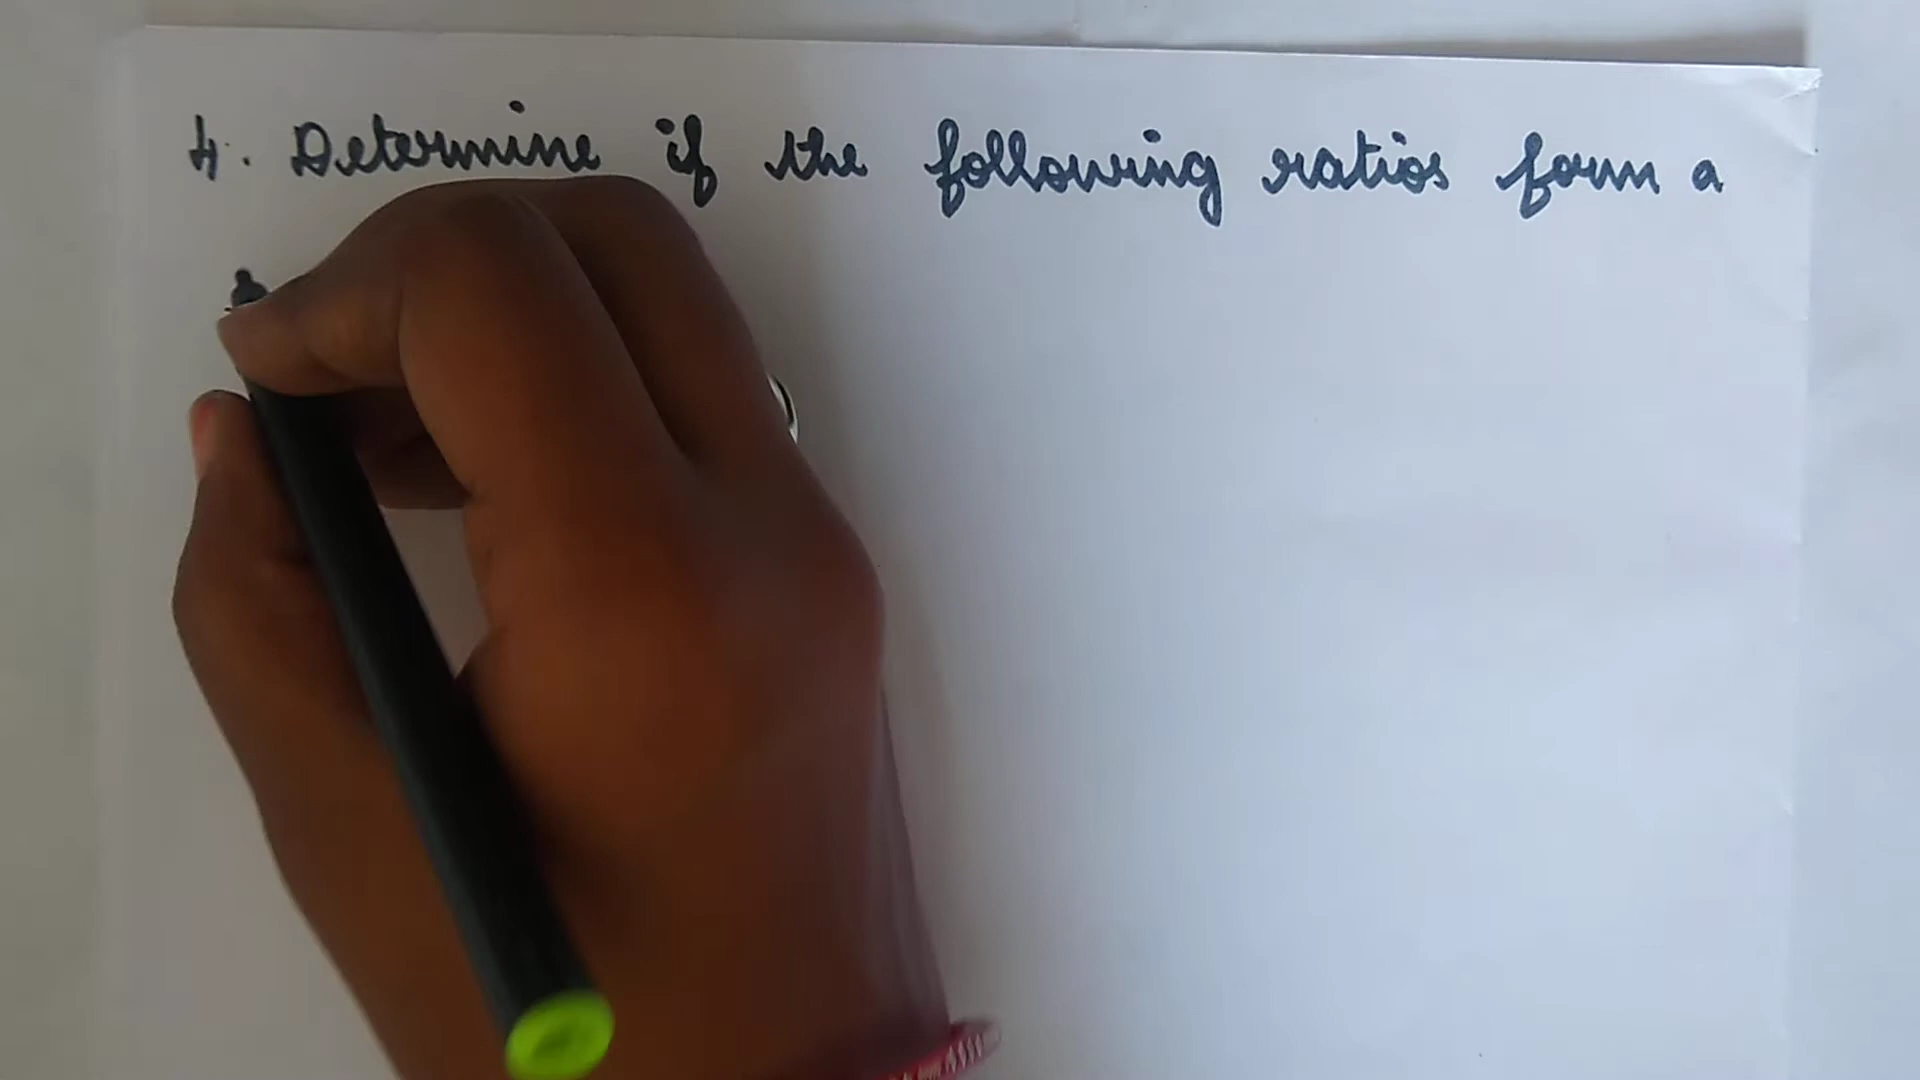 4. Determine if the following ratios form a